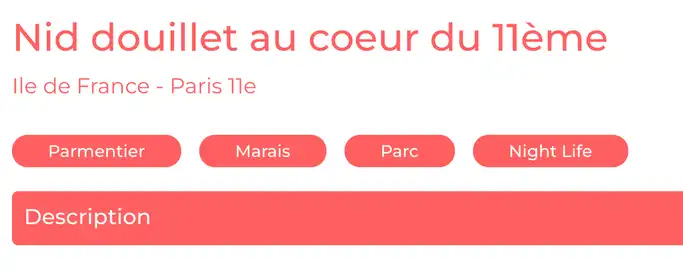 Nid douillet au coeur du 11ème
Ile de France - Paris 11e
Parmentier Marais Parc Night Life
Description